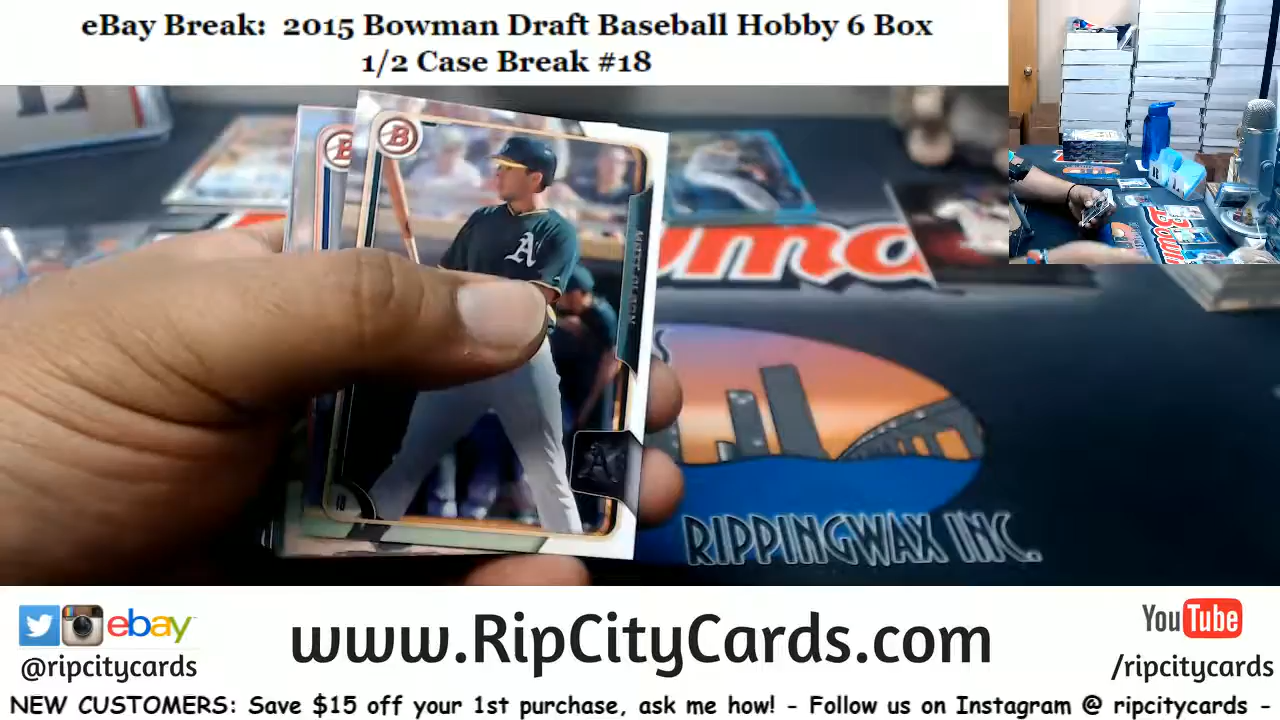 eBay Break: 2015 Bowman Draft Baseball Hobby 6 Box
1/2 Case Break #18
B
B
A
MATT OLSON
A
RIPPINGWAX INC.
ebay
@ripcitycards
www.RipCityCards.com
YouTube
/ripcitycards
NEW CUSTOMERS: Save $15 off your 1st purchase, ask me how! - Follow us on Instagram @ ripcitycards -